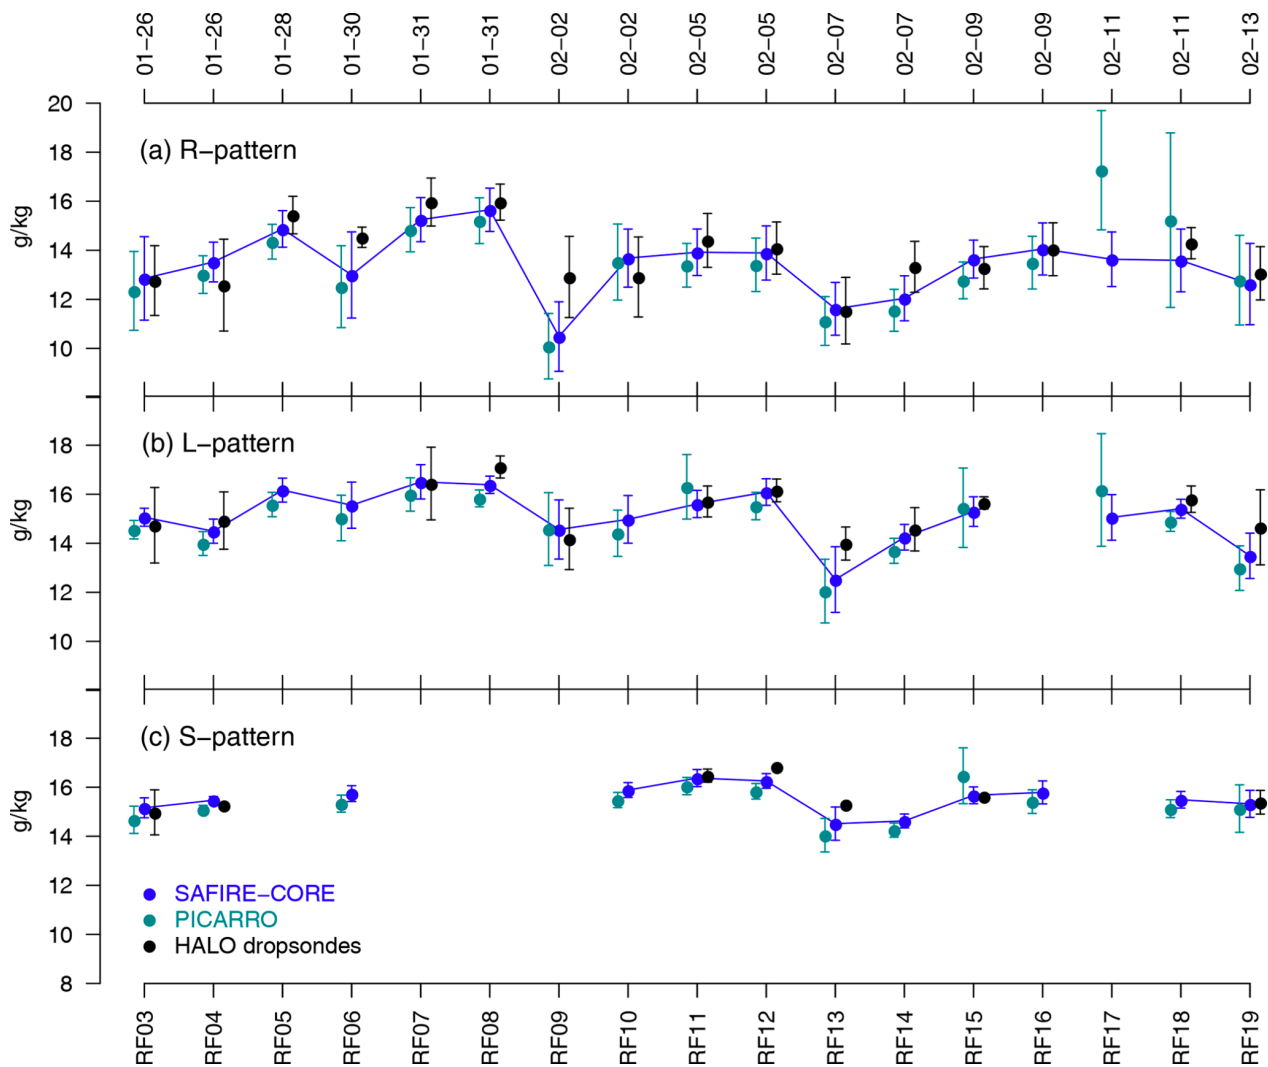 01−26 01−26 01−28 01−30 01−31 01−31 02−02 02−02 02−05 02−05 02−07 02−07 02−09 02−09 02−11 02−11 02−13
20
(a) R−pattern
18
16
g/kg
14
12
10
(b) L−pattern
18
16
g/kg
14
12
10
(c) S−pattern
18
16
g/kg
14
12
10
8
SAFIRE−CORE
PICARRO
HALO dropsondes
RF03 RF04 RF05 RF06 RF07 RF08 RF09 RF10 RF11 RF12 RF13 RF14 RF15 RF16 RF17 RF18 RF19